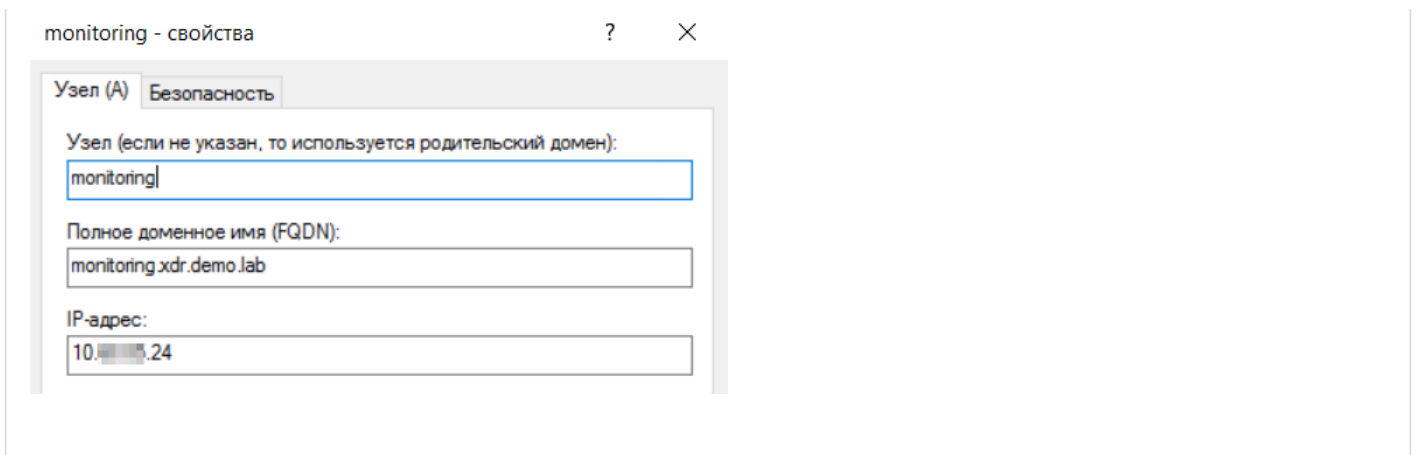 monitoring - свойства ? ×
Узел (A) Безопасность
Узел (если не указан, то используется родительский домен):
monitoring
Полное доменное имя (FQDN):
monitoring.xdr.demo.lab
IP-адрес:
10. .24